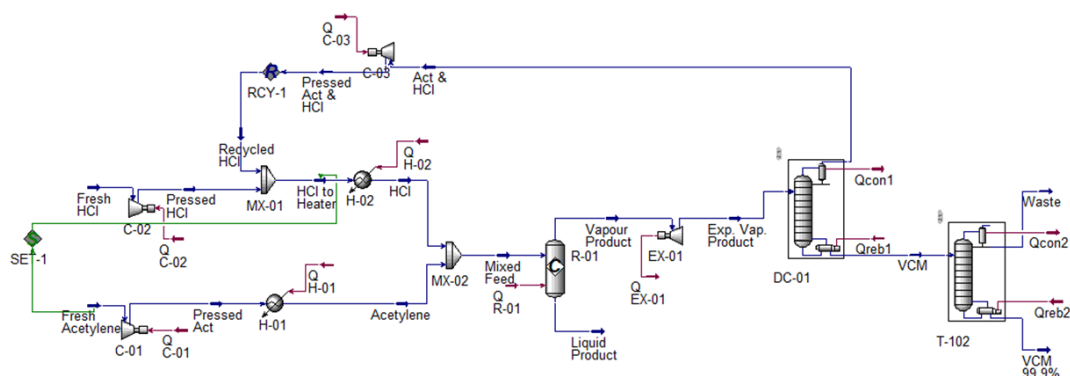 Q
C-03
C-03
Act &
HCl
Pressed
Act &
HCl
RCY-1
Recycled
HCl
Q
H-02
Fresh
HCl
Pressed
HCl
MX-01
HCl to
Heater
H-02
HCl
C-02
Q
C-02
SET-1
Fresh
Acetylene
Pressed
Act
C-01
Q
C-01
Q
H-01
H-01
Acetylene
MX-02
Mixed
Feed
Q
R-01
Vapour
Product
R-01
Liquid
Product
EX-01
Q
EX-01
Exp. Vap.
Product
Qcon1
Qreb1
DC-01
VCM
Waste
Qcon2
Qreb2
T-102
VCM
99.9%